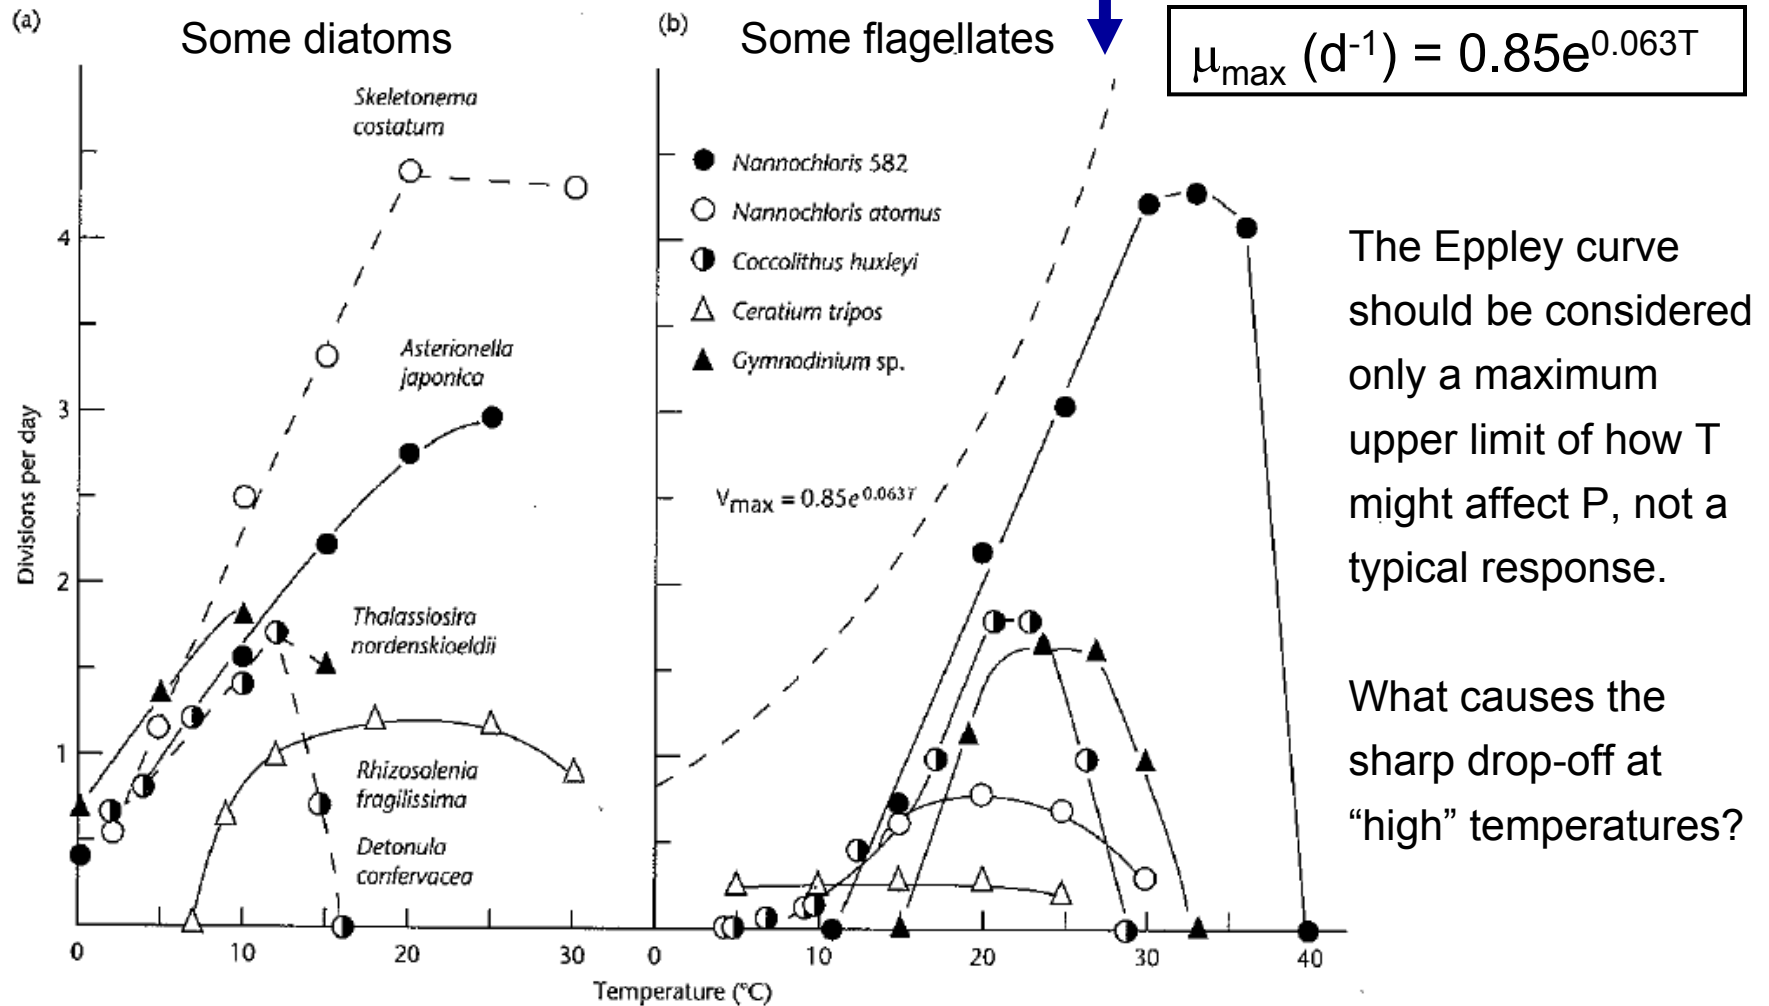 (a)
Some diatoms
(b)
Some flagellates
μmax (d-1) = 0.85e0.063T
Skeletonema
costatum
Asterionella
japonica
Thalassiosira
nordenskioeldii
Rhizosolenia
fragilissima
Detonula
confervacea
4
3
2
1
Divisions per day
0
10
20
30
Nannochloris 582
Nannochloris atomus
Coccolithus huxleyi
Ceratium tripos
Gymnodinium sp.
Vmax = 0.85e0.063T
0
10
20
30
40
Temperature (°C)
The Eppley curve
should be considered
only a maximum
upper limit of how T
might affect P, not a
typical response.
What causes the
sharp drop-off at
“high” temperatures?